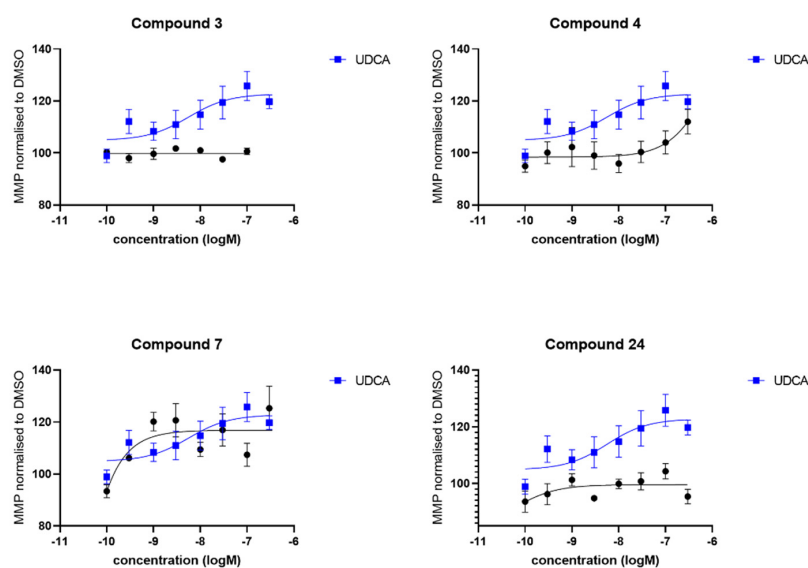 Compound 3
140
120
100
80
MMP normalised to DMSO
-11 -10 -9 -8 -7 -6
concentration (logM)
UDCA
Compound 4
140
120
100
80
MMP normalised to DMSO
-11 -10 -9 -8 -7 -6
concentration (logM)
UDCA
Compound 7
140
120
100
80
MMP normalised to DMSO
-11 -10 -9 -8 -7 -6
concentration (logM)
UDCA
Compound 24
140
120
100
MMP normalised to DMSO
-11 -10 -9 -8 -7 -6
concentration (logM)
UDCA